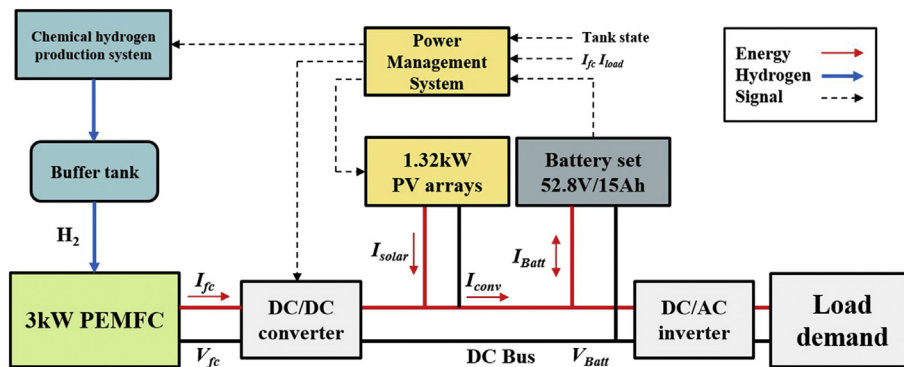 Chemical hydrogen
production system
Power
Management
System
Tank state
I_fc I_load
Energy
Hydrogen
Signal
Buffer tank
1.32kW
PV arrays
Battery set
52.8V/15Ah
H₂
I_solar
I_Batt
I_fc
I_conv
3kW PEMFC
DC/DC
converter
DC/AC
inverter
Load
demand
V_fc
DC Bus
V_Batt